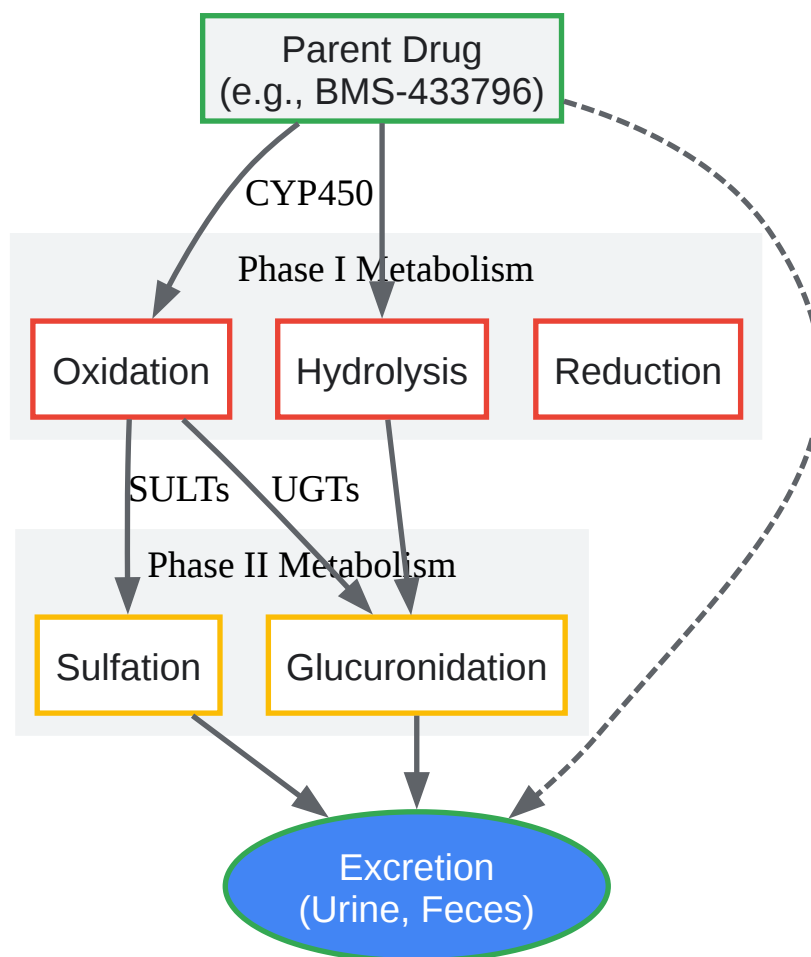 Parent Drug
(e.g., BMS-433796)
CYP450
Phase I Metabolism
Oxidation
Hydrolysis
Reduction
SULTs
UGTs
Phase II Metabolism
Sulfation
Glucuronidation
Excretion
(Urine, Feces)